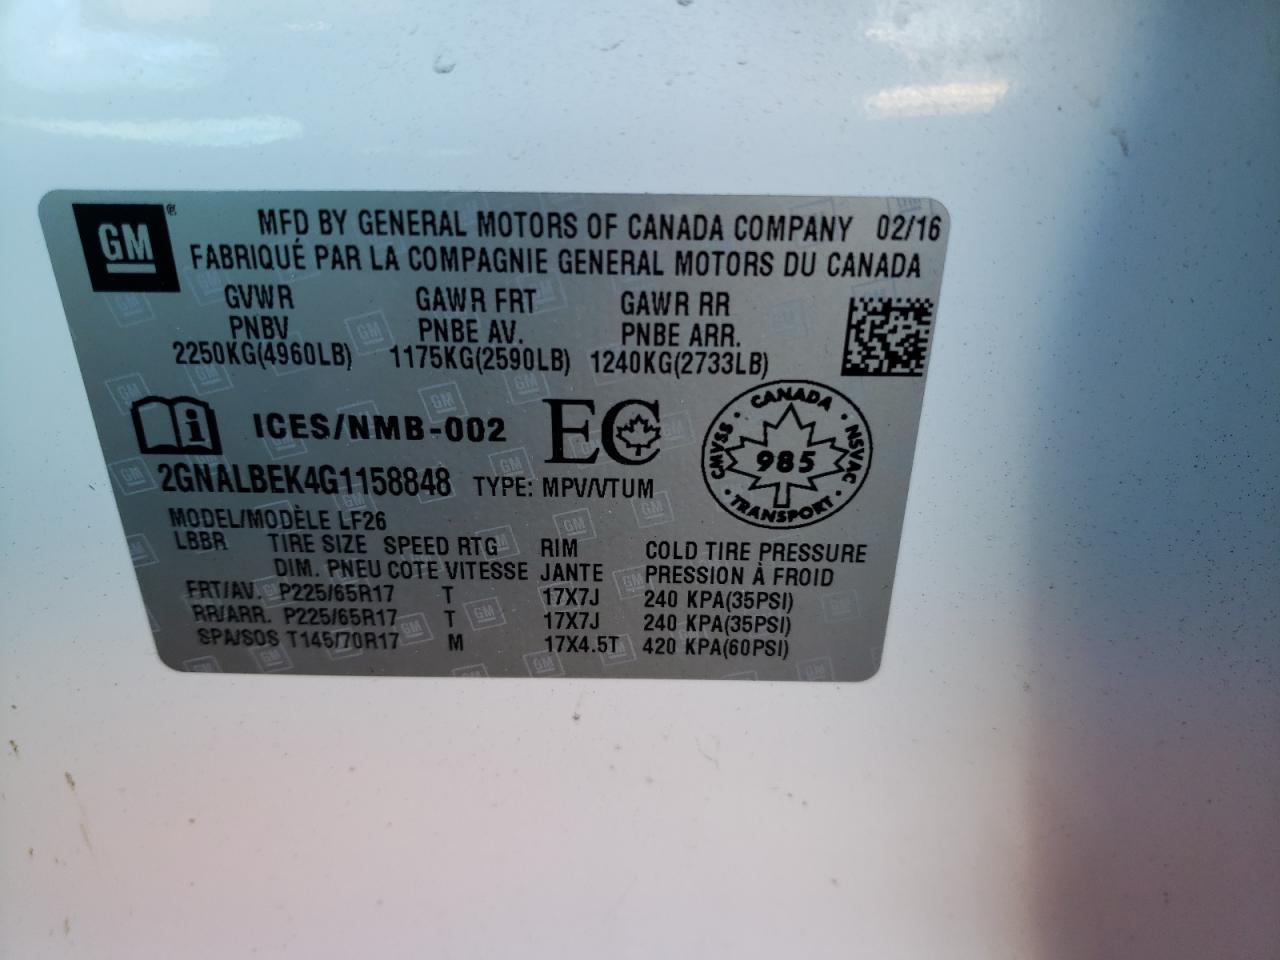 GM
MFD BY GENERAL MOTORS OF CANADA COMPANY 02/16
FABRIQUÉ PAR LA COMPAGNIE GENERAL MOTORS DU CANADA
GVWR GAWR FRT GAWR RR
PNBV PNBE AV. PNBE ARR.
2250KG(4960LB) 1175KG(2590LB) 1240KG(2733LB)
ICES/NMB-002 EC
CANADA CMVSS NSVAC 985 TRANSPORT
2GNALBEK4G1158848 TYPE: MPV/VTUM
MODEL/MODÈLE LF26
LBBR TIRE SIZE SPEED RTG RIM COLD TIRE PRESSURE
DIM. PNEU COTE VITESSE JANTE PRESSION À FROID
FRT/AV. P225/65R17 T 17X7J 240 KPA(35PSI)
RR/ARR. P225/65R17 T 17X7J 240 KPA(35PSI)
SPA/SOS T145/70R17 M 17X4.5T 420 KPA(60PSI)